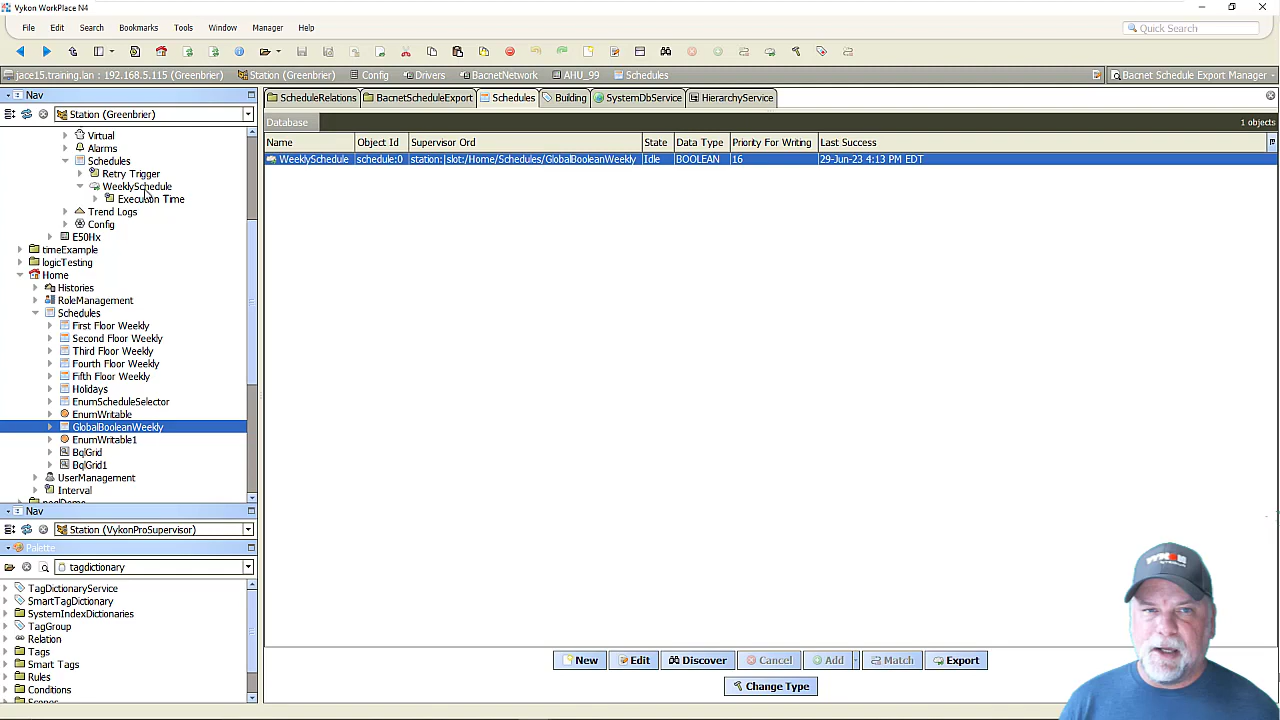 Vykon WorkPlace N4
File Edit Search Bookmarks Tools Window Manager Help
Quick Search
jace15.training.lan : 192.168.5.115 (Greenbrier) Station (Greenbrier) Config Drivers BacnetNetwork AHU_99 Schedules Bacnet Schedule Export Manager
Nav
Station (Greenbrier)
Virtual
Alarms
Schedules
Retry Trigger
WeeklySchedule
Execution Time
Trend Logs
Config
E50Hx
timeExample
logicTesting
Home
Histories
RoleManagement
Schedules
First Floor Weekly
Second Floor Weekly
Third Floor Weekly
Fourth Floor Weekly
Fifth Floor Weekly
Holidays
EnumScheduleSelector
EnumWritable
GlobalBooleanWeekly
EnumWritable1
BqlGrid
BqlGrid1
UserManagement
Interval
Nav
Station (VykonProSupervisor)
Palette
tagdictionary
TagDictionaryService
SmartTagDictionary
SystemIndexDictionaries
TagGroup
Relation
Tags
Smart Tags
Rules
Conditions
ScheduleRelations BacnetScheduleExport Schedules Building SystemDbService HierarchyService
Database 1 objects
Name Object Id Supervisor Ord State Data Type Priority For Writing Last Success
WeeklySchedule schedule:0 station:|slot:/Home/Schedules/GlobalBooleanWeekly Idle BOOLEAN 16 29-Jun-23 4:13 PM EDT
New Edit Discover Cancel Add Match Export
Change Type